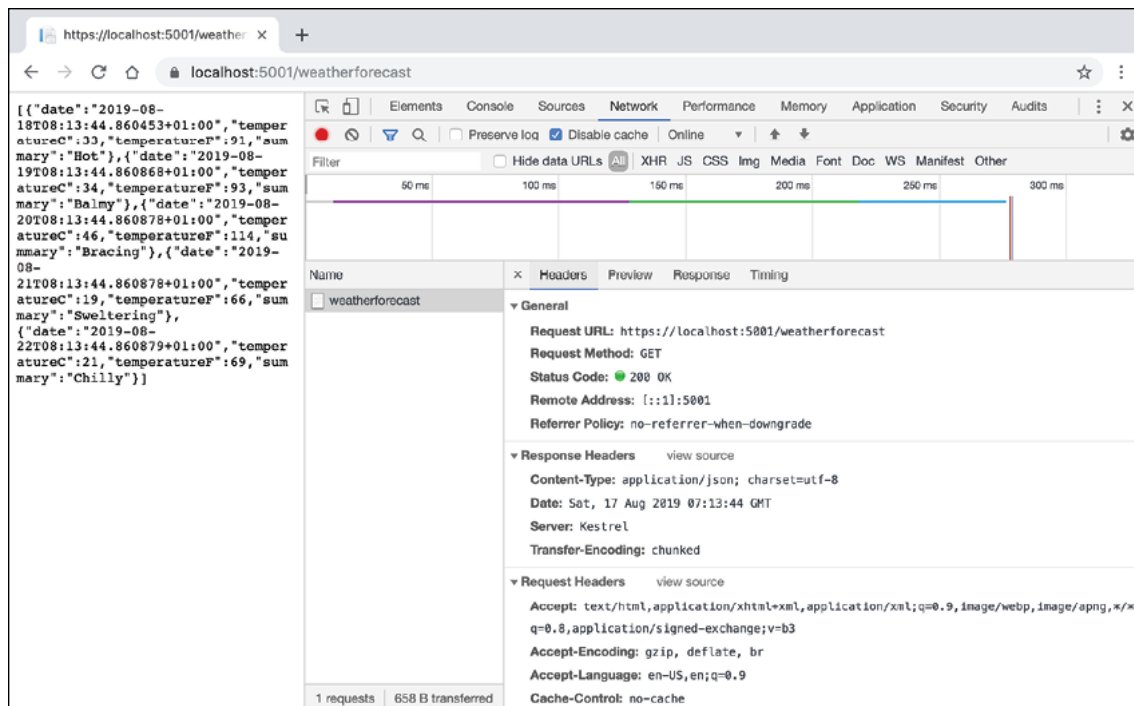 https://localhost:5001/weather
localhost:5001/weatherforecast
[{"date":"2019-08-
18T08:13:44.860453+01:00","temper
atureC":33,"temperatureF":91,"sum
mary":"Hot"},{"date":"2019-08-
19T08:13:44.860868+01:00","temper
atureC":34,"temperatureF":93,"sum
mary":"Balmy"},{"date":"2019-08-
20T08:13:44.860878+01:00","temper
atureC":46,"temperatureF":114,"su
mmary":"Bracing"},{"date":"2019-
08-
21T08:13:44.860878+01:00","temper
atureC":19,"temperatureF":66,"sum
mary":"Sweltering"},
{"date":"2019-08-
22T08:13:44.860879+01:00","temper
atureC":21,"temperatureF":69,"sum
mary":"Chilly"}]
Elements Console Sources Network Performance Memory Application Security Audits
Preserve log Disable cache Online
Filter Hide data URLs All XHR JS CSS Img Media Font Doc WS Manifest Other
50 ms 100 ms 150 ms 200 ms 250 ms 300 ms
Name
weatherforecast
1 requests 658 B transferred
× Headers Preview Response Timing
General
Request URL: https://localhost:5001/weatherforecast
Request Method: GET
Status Code: 200 OK
Remote Address: [::1]:5001
Referrer Policy: no-referrer-when-downgrade
Response Headers view source
Content-Type: application/json; charset=utf-8
Date: Sat, 17 Aug 2019 07:13:44 GMT
Server: Kestrel
Transfer-Encoding: chunked
Request Headers view source
Accept: text/html,application/xhtml+xml,application/xml;q=0.9,image/webp,image/apng,*/*
q=0.8,application/signed-exchange;v=b3
Accept-Encoding: gzip, deflate, br
Accept-Language: en-US,en;q=0.9
Cache-Control: no-cache